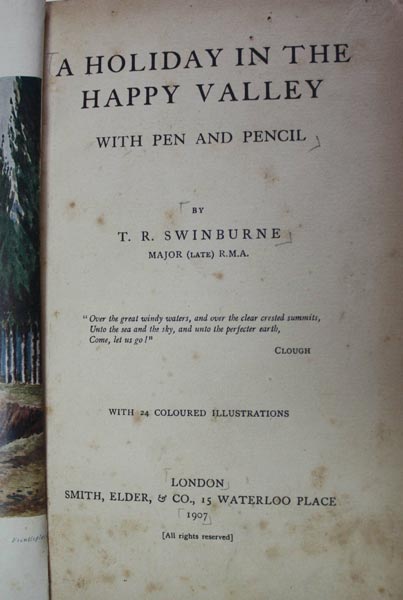 A HOLIDAY IN THE
HAPPY VALLEY
WITH PEN AND PENCIL
BY
T. R. SWINBURNE
MAJOR (LATE) R.M.A.
"Over the great windy waters, and over the clear crested summits,
Unto the sea and the sky, and unto the perfecter earth,
Come, let us go!"
CLOUGH
WITH 24 COLOURED ILLUSTRATIONS
LONDON
SMITH, ELDER, & CO., 15 WATERLOO PLACE
1907
[All rights reserved]